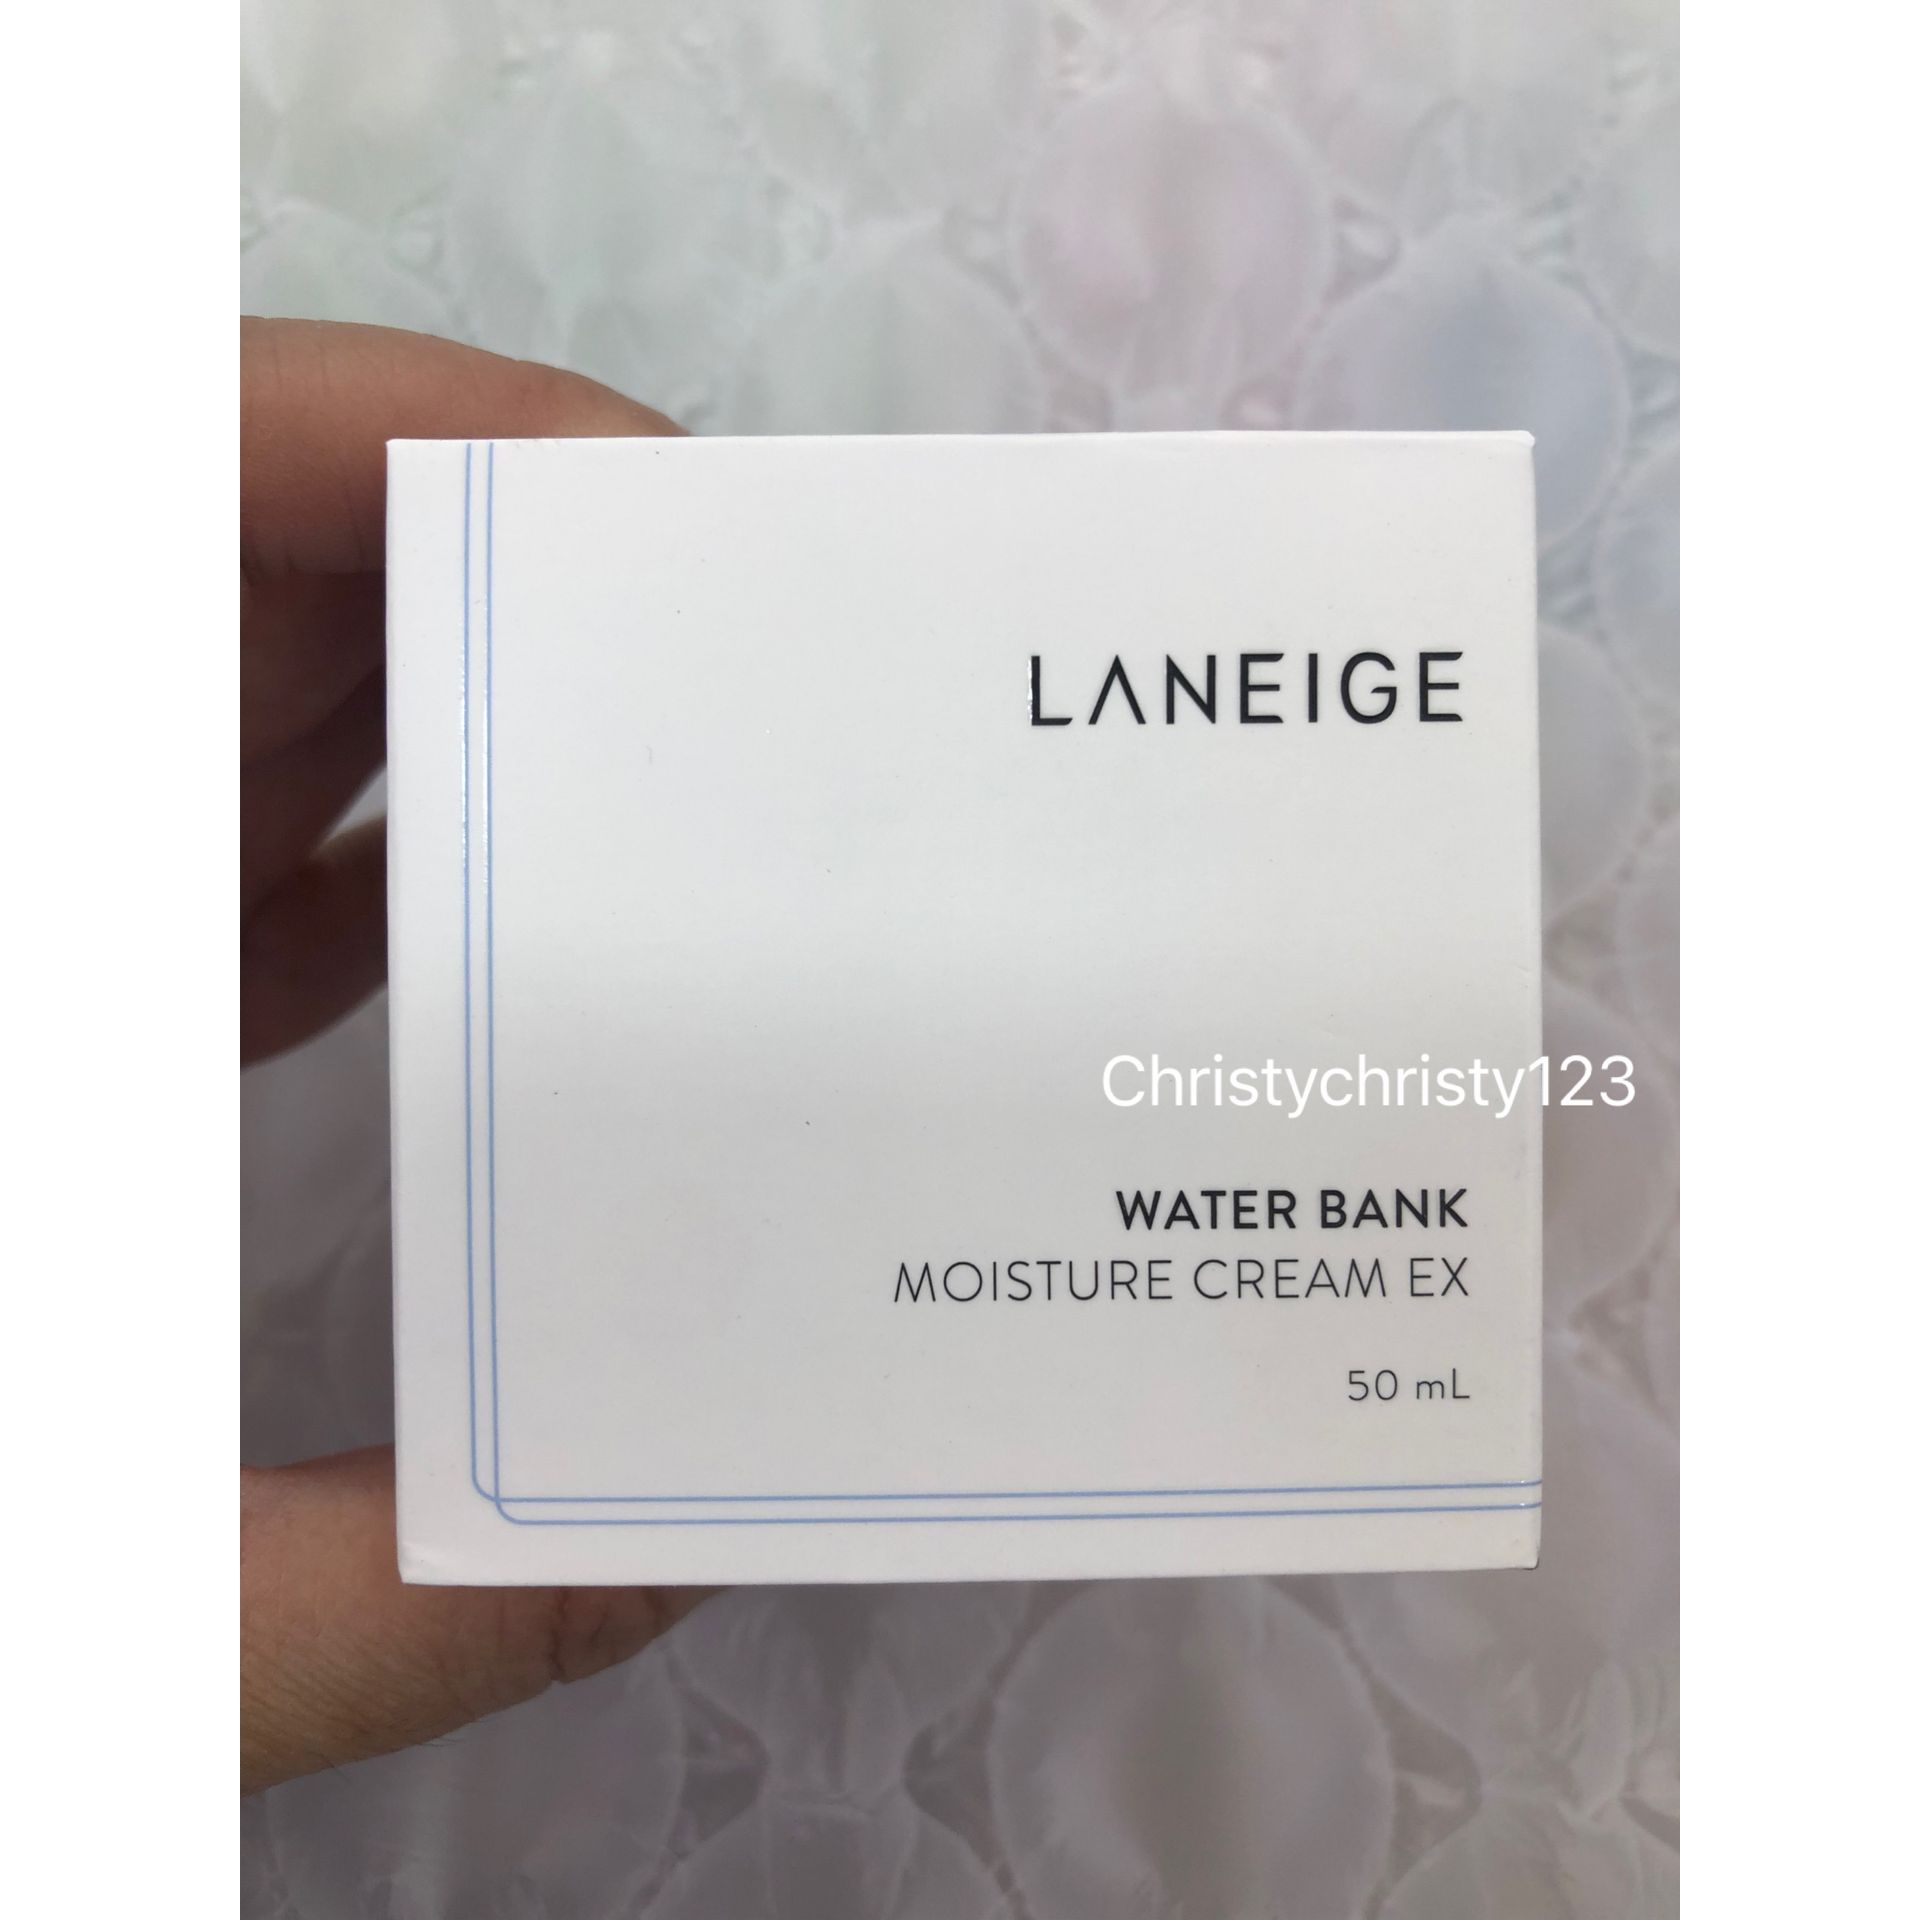 LANEIGE
Christychristy123
WATER BANK
MOISTURE CREAM EX
50 mL